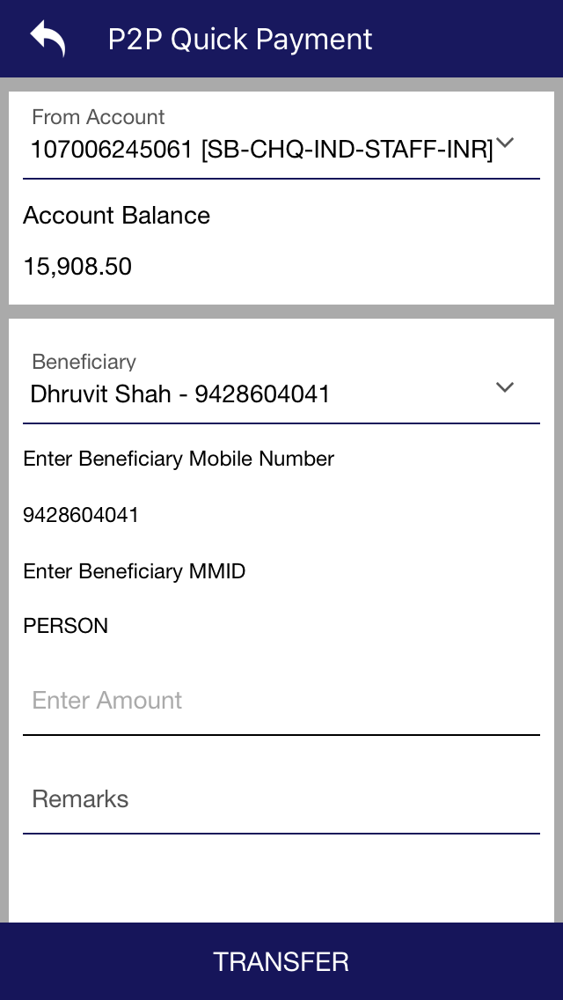 P2P Quick Payment
From Account
107006245061 [SB-CHQ-IND-STAFF-INR]
Account Balance
15,908.50
Beneficiary
Dhruvit Shah - 9428604041
Enter Beneficiary Mobile Number
9428604041
Enter Beneficiary MMID
PERSON
Enter Amount
Remarks
TRANSFER